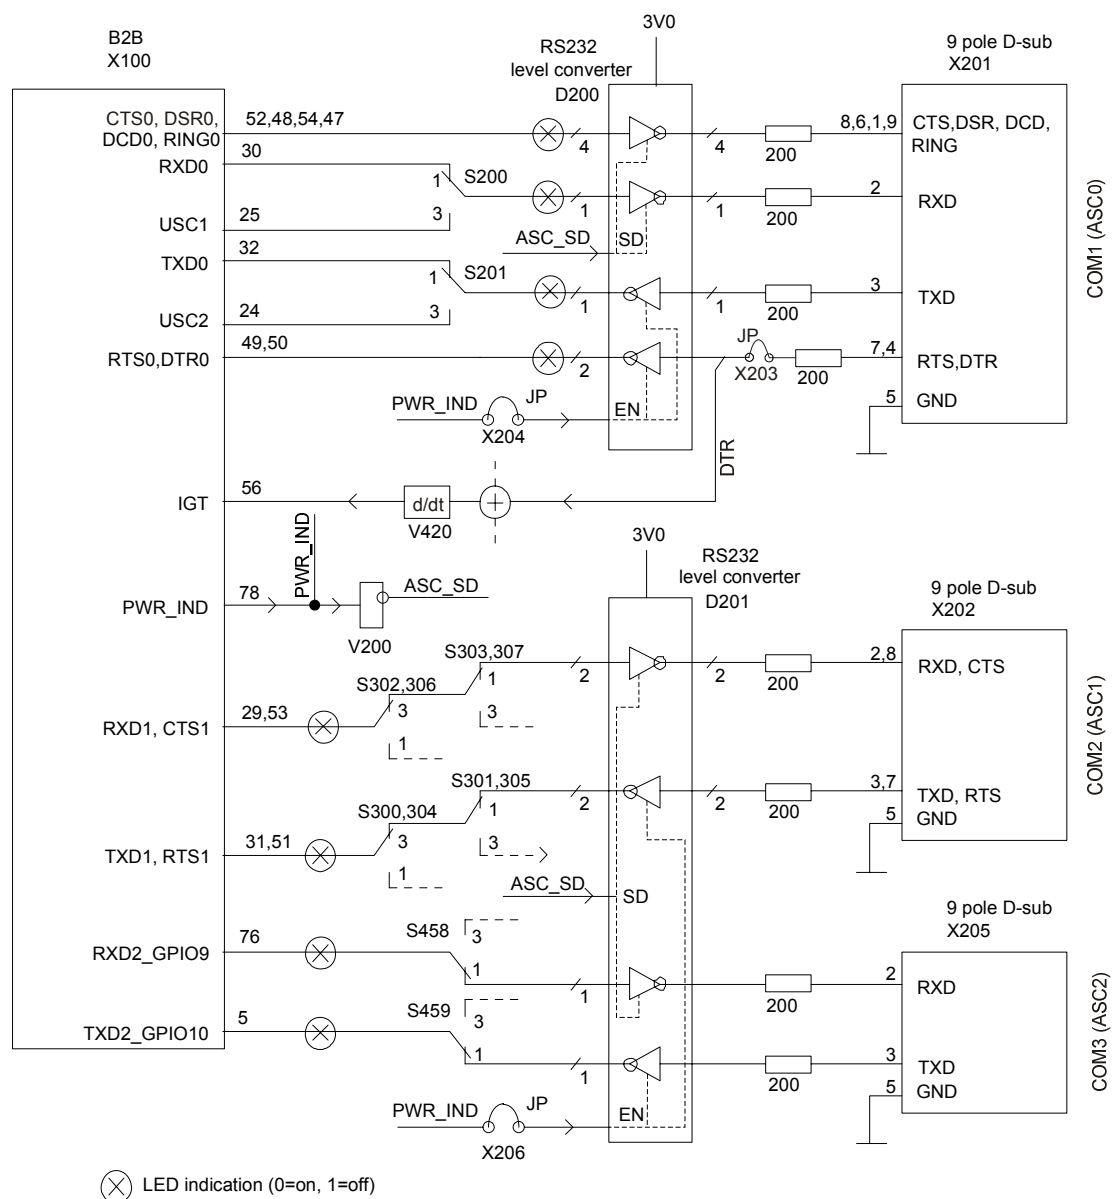 3V0
B2B
X100
RS232
level converter
D200
9 pole D-sub
X201
CTS0, DSR0,
DCD0, RING0
52,48,54,47
4
4
200
8,6,1,9
CTS,DSR, DCD,
RING
RXD0
30
1
S200
1
1
200
2
RXD
USC1
25
3
ASC_SD
SD
TXD0
32
1
S201
1
1
200
3
TXD
USC2
24
3
RTS0,DTR0
49,50
2
JP
X203
200
7,4
RTS,DTR
5
GND
COM1 (ASC0)
PWR_IND
JP
X204
EN
DTR
IGT
56
d/dt
V420
PWR_IND
3V0
RS232
level converter
D201
PWR_IND
78
V200
ASC_SD
9 pole D-sub
X202
S303,307
1
3
2
2
200
2,8
RXD, CTS
S302,306
3
1
RXD1, CTS1
29,53
S301,305
1
3
2
2
200
3,7
TXD, RTS
5
GND
COM2 (ASC1)
S300,304
3
1
TXD1, RTS1
31,51
ASC_SD
SD
9 pole D-sub
X205
RXD2_GPIO9
76
S458
3
1
1
200
2
RXD
TXD2_GPIO10
5
S459
3
1
1
200
3
TXD
5
GND
COM3 (ASC2)
PWR_IND
JP
X206
EN
LED indication (0=on, 1=off)